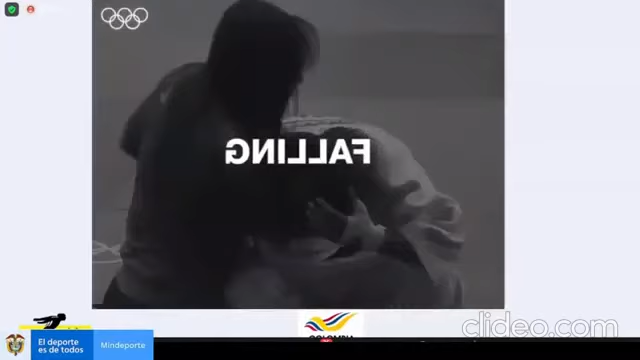 FALLING
El deporte
es de todos
Mindeporte
clideo.com